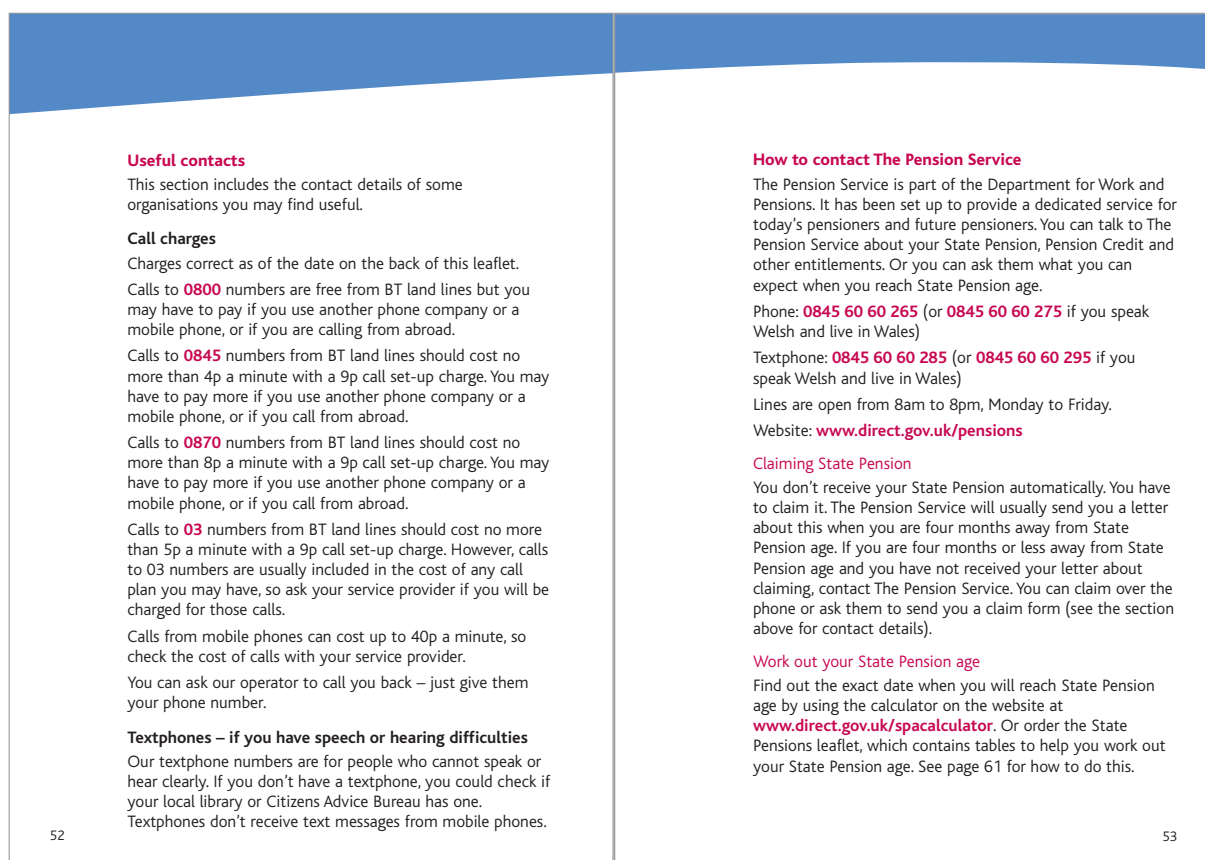 Useful contacts
This section includes the contact details of some
organisations you may find useful.
Call charges
Charges correct as of the date on the back of this leaflet.
Calls to 0800 numbers are free from BT land lines but you
may have to pay if you use another phone company or a
mobile phone, or if you are calling from abroad.
Calls to 0845 numbers from BT land lines should cost no
more than 4p a minute with a 9p call set-up charge. You may
have to pay more if you use another phone company or a
mobile phone, or if you call from abroad.
Calls to 0870 numbers from BT land lines should cost no
more than 8p a minute with a 9p call set-up charge. You may
have to pay more if you use another phone company or a
mobile phone, or if you call from abroad.
Calls to 03 numbers from BT land lines should cost no more
than 5p a minute with a 9p call set-up charge. However, calls
to 03 numbers are usually included in the cost of any call
plan you may have, so ask your service provider if you will be
charged for those calls.
Calls from mobile phones can cost up to 40p a minute, so
check the cost of calls with your service provider.
You can ask our operator to call you back – just give them
your phone number.
Textphones – if you have speech or hearing difficulties
Our textphone numbers are for people who cannot speak or
hear clearly. If you don’t have a textphone, you could check if
your local library or Citizens Advice Bureau has one.
Textphones don’t receive text messages from mobile phones.
52
How to contact The Pension Service
The Pension Service is part of the Department for Work and
Pensions. It has been set up to provide a dedicated service for
today’s pensioners and future pensioners. You can talk to The
Pension Service about your State Pension, Pension Credit and
other entitlements. Or you can ask them what you can
expect when you reach State Pension age.
Phone: 0845 60 60 265 (or 0845 60 60 275 if you speak
Welsh and live in Wales)
Textphone: 0845 60 60 285 (or 0845 60 60 295 if you
speak Welsh and live in Wales)
Lines are open from 8am to 8pm, Monday to Friday.
Website: www.direct.gov.uk/pensions
Claiming State Pension
You don’t receive your State Pension automatically. You have
to claim it. The Pension Service will usually send you a letter
about this when you are four months away from State
Pension age. If you are four months or less away from State
Pension age and you have not received your letter about
claiming, contact The Pension Service. You can claim over the
phone or ask them to send you a claim form (see the section
above for contact details).
Work out your State Pension age
Find out the exact date when you will reach State Pension
age by using the calculator on the website at
www.direct.gov.uk/spacalculator. Or order the State
Pensions leaflet, which contains tables to help you work out
your State Pension age. See page 61 for how to do this.
53